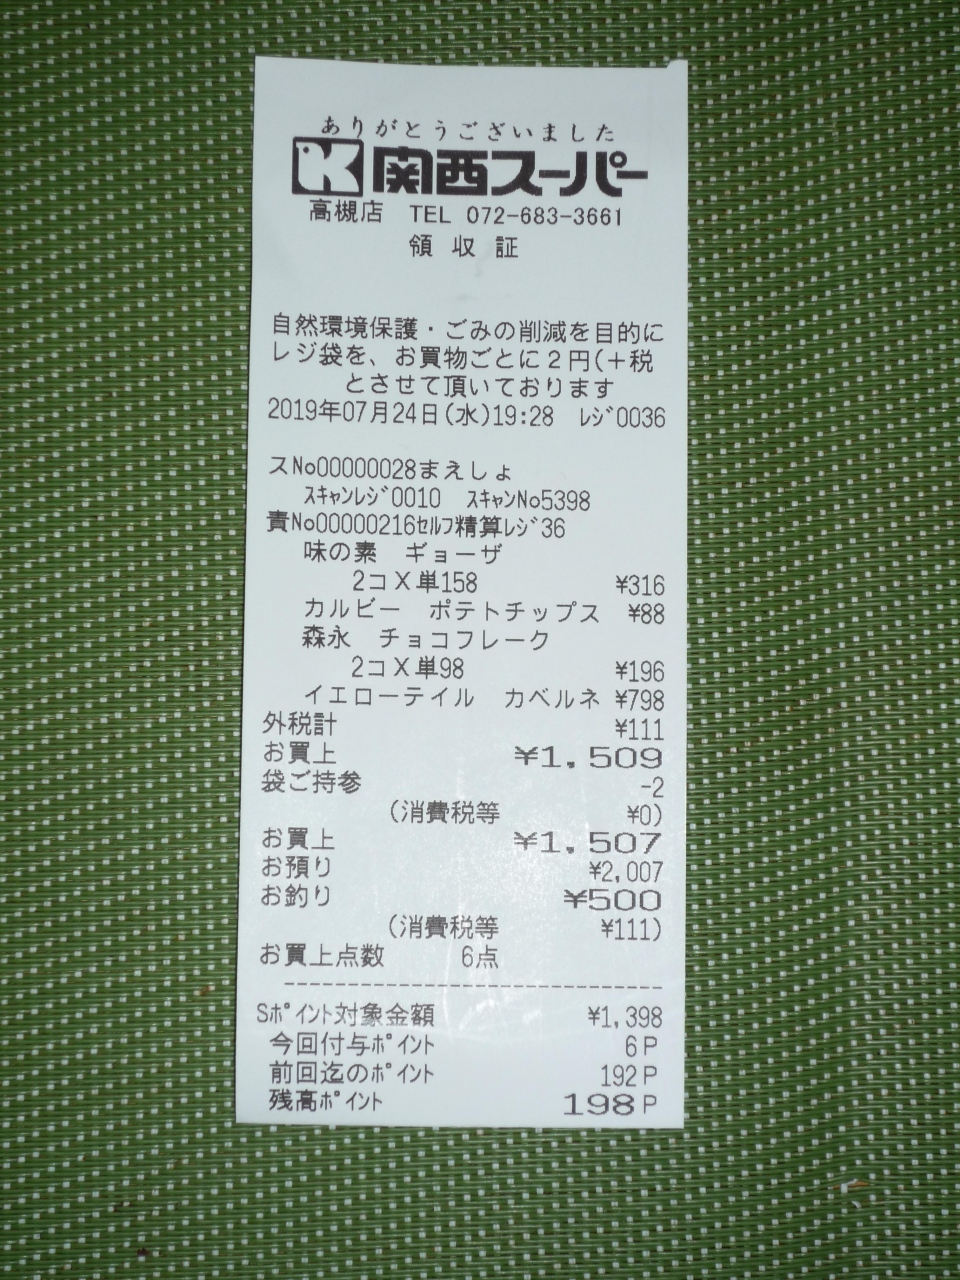 ありがとうございました
K 関西スーパー
高槻店 TEL 072-683-3661
領収証
自然環境保護・ごみの削減を目的に
レジ袋を、お買物ごとに2円(+税
とさせて頂いております
2019年07月24日(水)19:28 ﾚｼﾞ0036
スNo00000028まえしょ
ｽｷｬﾝﾚｼﾞ0010 ｽｷｬﾝNo5398
責No00000216ｾﾙﾌ精算ﾚｼﾞ36
味の素 ギョーザ
2コX単158 ¥316
カルビー ポテトチップス ¥88
森永 チョコフレーク
2コX単98 ¥196
イエローテイル カベルネ ¥798
外税計 ¥111
お買上 ¥1,509
袋ご持参 -2
(消費税等 ¥0)
お買上 ¥1,507
お預り ¥2,007
お釣り ¥500
(消費税等 ¥111)
お買上点数 6点
--------------------------------
Sﾎﾟｲﾝﾄ対象金額 ¥1,398
今回付与ﾎﾟｲﾝﾄ 6P
前回迄のﾎﾟｲﾝﾄ 192P
残高ﾎﾟｲﾝﾄ 198P